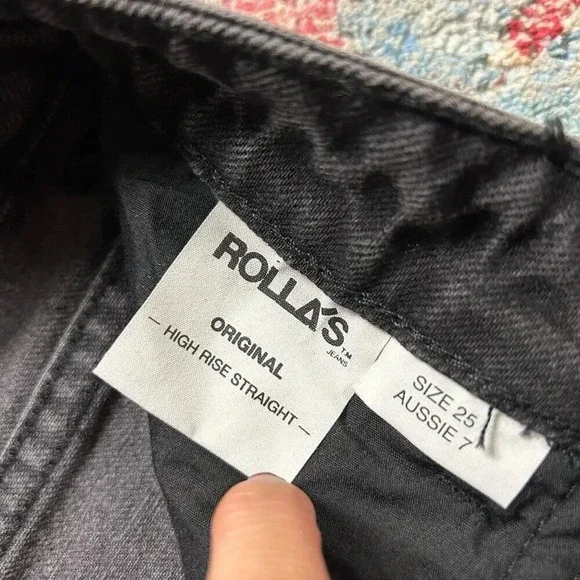 ROLLA'S
TM
JEANS
ORIGINAL
— HIGH RISE STRAIGHT —
SIZE 25
AUSSIE 7